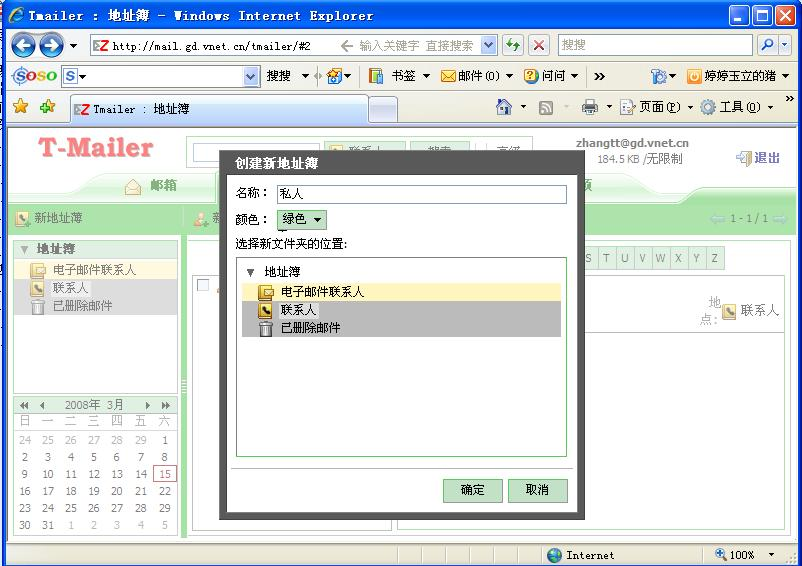 Tmailer : 地址簿 - Windows Internet Explorer
http://mail.gd.vnet.cn/tmailer/#2
输入关键字 直接搜索
搜搜
SOSO
S
搜搜
书签
邮件(0)
问问
»
婷婷玉立的猪
Tmailer : 地址簿
页面(P)
工具(O)
»
T-Mailer
zhangtt@gd.vnet.cn
184.5 KB /无限制
退出
邮箱
新地址簿
1 - 1 / 1
地址簿
电子邮件联系人
联系人
已删除邮件
S T U V W X Y Z
地点:
联系人
创建新地址簿
名称：
私人
颜色：
绿色
选择新文件夹的位置:
地址簿
电子邮件联系人
联系人
已删除邮件
确定
取消
2008年 3月
日 一 二 三 四 五 六
24 25 26 27 28 29 1
2 3 4 5 6 7 8
9 10 11 12 13 14 15
16 17 18 19 20 21 22
23 24 25 26 27 28 29
30 31 1 2 3 4 5
Internet
100%